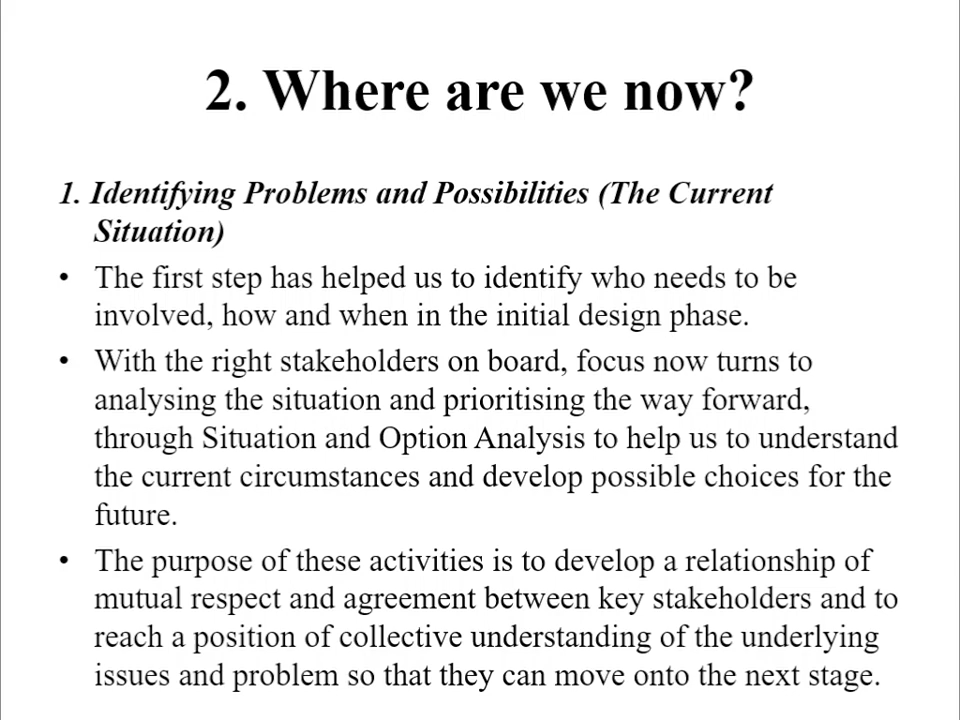 2. Where are we now?
1. Identifying Problems and Possibilities (The Current
Situation)
• The first step has helped us to identify who needs to be
involved, how and when in the initial design phase.
• With the right stakeholders on board, focus now turns to
analysing the situation and prioritising the way forward,
through Situation and Option Analysis to help us to understand
the current circumstances and develop possible choices for the
future.
• The purpose of these activities is to develop a relationship of
mutual respect and agreement between key stakeholders and to
reach a position of collective understanding of the underlying
issues and problem so that they can move onto the next stage.